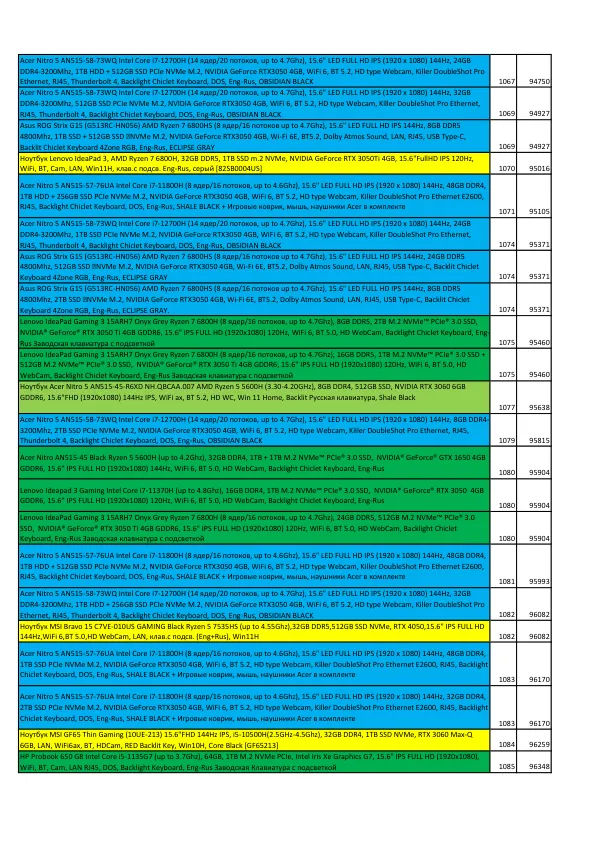 Acer Nitro 5 AN515-58-73WQ Intel Core i7-12700H (14 ядер/20 потоков, up to 4.7Ghz), 15.6" LED FULL HD IPS (1920 x 1080) 144Hz, 24GB
DDR4-3200Mhz, 1TB HDD + 512GB SSD PCIe NVMe M.2, NVIDIA GeForce RTX3050 4GB, WiFi 6, BT 5.2, HD type Webcam, Killer DoubleShot Pro
Ethernet, RJ45, Thunderbolt 4, Backlight Chiclet Keyboard, DOS, Eng-Rus, OBSIDIAN BLACK 1067 94750
Acer Nitro 5 AN515-58-73WQ Intel Core i7-12700H (14 ядер/20 потоков, up to 4.7Ghz), 15.6" LED FULL HD IPS (1920 x 1080) 144Hz, 32GB
DDR4-3200Mhz, 512GB SSD PCIe NVMe M.2, NVIDIA GeForce RTX3050 4GB, WiFi 6, BT 5.2, HD type Webcam, Killer DoubleShot Pro Ethernet,
RJ45, Thunderbolt 4, Backlight Chiclet Keyboard, DOS, Eng-Rus, OBSIDIAN BLACK 1069 94927
Asus ROG Strix G15 (G513RC-HN056) AMD Ryzen 7 6800HS (8 ядер/16 потоков up to 4.7Ghz), 15.6" LED FULL HD IPS 144Hz, 8GB DDR5
4800Mhz, 1TB SSD + 512GB SSD NVMe M.2, NVIDIA GeForce RTX3050 4GB, Wi-Fi 6E, BT5.2, Dolby Atmos Sound, LAN, RJ45, USB Type-C,
Backlit Chiclet Keyboard 4Zone RGB, Eng-Rus, ECLIPSE GRAY 1069 94927
Ноутбук Lenovo IdeaPad 3, AMD Ryzen 7 6800H, 32GB DDR5, 1TB SSD m.2 NVMe, NVIDIA GeForce RTX 3050Ti 4GB, 15.6"FullHD IPS 120Hz,
WiFi, BT, Cam, LAN, Win11H, клав.с подсв. Eng-Rus, серый [82SB0004US] 1070 95016
Acer Nitro 5 AN515-57-76UA Intel Core i7-11800H (8 ядер/16 потоков, up to 4.6Ghz), 15.6" LED FULL HD IPS (1920 x 1080) 144Hz, 48GB DDR4,
1TB HDD + 256GB SSD PCIe NVMe M.2, NVIDIA GeForce RTX3050 4GB, WiFi 6, BT 5.2, HD type Webcam, Killer DoubleShot Pro Ethernet E2600,
RJ45, Backlight Chiclet Keyboard, DOS, Eng-Rus, SHALE BLACK + Игровые коврик, мышь, наушники Acer в комплекте 1071 95105
Acer Nitro 5 AN515-58-73WQ Intel Core i7-12700H (14 ядер/20 потоков, up to 4.7Ghz), 15.6" LED FULL HD IPS (1920 x 1080) 144Hz, 24GB
DDR4-3200Mhz, 1TB SSD PCIe NVMe M.2, NVIDIA GeForce RTX3050 4GB, WiFi 6, BT 5.2, HD type Webcam, Killer DoubleShot Pro Ethernet,
RJ45, Thunderbolt 4, Backlight Chiclet Keyboard, DOS, Eng-Rus, OBSIDIAN BLACK 1074 95371
Asus ROG Strix G15 (G513RC-HN056) AMD Ryzen 7 6800HS (8 ядер/16 потоков up to 4.7Ghz), 15.6" LED FULL HD IPS 144Hz, 24GB DDR5
4800Mhz, 512GB SSD NVMe M.2, NVIDIA GeForce RTX3050 4GB, Wi-Fi 6E, BT5.2, Dolby Atmos Sound, LAN, RJ45, USB Type-C, Backlit Chiclet
Keyboard 4Zone RGB, Eng-Rus, ECLIPSE GRAY 1074 95371
Asus ROG Strix G15 (G513RC-HN056) AMD Ryzen 7 6800HS (8 ядер/16 потоков up to 4.7Ghz), 15.6" LED FULL HD IPS 144Hz, 8GB DDR5
4800Mhz, 2TB SSD NVMe M.2, NVIDIA GeForce RTX3050 4GB, Wi-Fi 6E, BT5.2, Dolby Atmos Sound, LAN, RJ45, USB Type-C, Backlit Chiclet
Keyboard 4Zone RGB, Eng-Rus, ECLIPSE GRAY 1074 95371
Lenovo IdeaPad Gaming 3 15ARH7 Onyx Grey Ryzen 7 6800H (8 ядер/16 потоков, up to 4.7Ghz), 8GB DDR5, 2TB M.2 NVMe™ PCIe® 3.0 SSD,
NVIDIA® GeForce® RTX 3050 Ti 4GB GDDR6, 15.6" IPS FULL HD (1920x1080) 120Hz, WiFi 6, BT 5.0, HD WebCam, Backlight Chiclet Keyboard, Eng-
Rus Заводская клавиатура с подсветкой 1075 95460
Lenovo IdeaPad Gaming 3 15ARH7 Onyx Grey Ryzen 7 6800H (8 ядер/16 потоков, up to 4.7Ghz), 16GB DDR5, 1TB M.2 NVMe™ PCIe® 3.0 SSD +
512GB M.2 NVMe™ PCIe® 3.0 SSD, NVIDIA® GeForce® RTX 3050 Ti 4GB GDDR6, 15.6" IPS FULL HD (1920x1080) 120Hz, WiFi 6, BT 5.0, HD
WebCam, Backlight Chiclet Keyboard, Eng-Rus Заводская клавиатура с подсветкой 1075 95460
Ноутбук Acer Nitro 5 AN515-45-R6XD NH.QBCAA.007 AMD Ryzen 5 5600H (3.30-4.20GHz), 8GB DDR4, 512GB SSD, NVIDIA RTX 3060 6GB
GDDR6, 15,6"FHD (1920x1080) 144Hz IPS, WiFi ax, BT 5.2, HD WC, Win 11 Home, Backlit Русская клавиатура, Shale Black 1077 95638
Acer Nitro 5 AN515-58-73WQ Intel Core i7-12700H (14 ядер/20 потоков, up to 4.7Ghz), 15.6" LED FULL HD IPS (1920 x 1080) 144Hz, 8GB DDR4-
3200Mhz, 2TB SSD PCIe NVMe M.2, NVIDIA GeForce RTX3050 4GB, WiFi 6, BT 5.2, HD type Webcam, Killer DoubleShot Pro Ethernet, RJ45,
Thunderbolt 4, Backlight Chiclet Keyboard, DOS, Eng-Rus, OBSIDIAN BLACK 1079 95815
Acer Nitro AN515-45 Black Ryzen 5 5600H (up to 4.2Ghz), 32GB DDR4, 1TB + 1TB M.2 NVMe™ PCIe® 3.0 SSD, NVIDIA® GeForce® GTX 1650 4GB
GDDR6, 15.6" IPS FULL HD (1920x1080) 144Hz, WiFi 6, BT 5.0, HD WebCam, Backlight Chiclet Keyboard, Eng-Rus 1080 95904
Lenovo Ideapad 3 Gaming Intel Core i7-11370H (up to 4.8Ghz), 16GB DDR4, 1TB M.2 NVMe™ PCIe® 3.0 SSD, NVIDIA® GeForce® RTX 3050 4GB
GDDR6, 15.6" IPS FULL HD (1920x1080) 120Hz, WiFi 6, BT 5.0, HD WebCam, Backlight Chiclet Keyboard, Eng-Rus 1080 95904
Lenovo IdeaPad Gaming 3 15ARH7 Onyx Grey Ryzen 7 6800H (8 ядер/16 потоков, up to 4.7Ghz), 24GB DDR5, 512GB M.2 NVMe™ PCIe® 3.0
SSD, NVIDIA® GeForce® RTX 3050 Ti 4GB GDDR6, 15.6" IPS FULL HD (1920x1080) 120Hz, WiFi 6, BT 5.0, HD WebCam, Backlight Chiclet
Keyboard, Eng-Rus Заводская клавиатура с подсветкой 1080 95904
Acer Nitro 5 AN515-57-76UA Intel Core i7-11800H (8 ядер/16 потоков, up to 4.6Ghz), 15.6" LED FULL HD IPS (1920 x 1080) 144Hz, 48GB DDR4,
1TB HDD + 512GB SSD PCIe NVMe M.2, NVIDIA GeForce RTX3050 4GB, WiFi 6, BT 5.2, HD type Webcam, Killer DoubleShot Pro Ethernet E2600,
RJ45, Backlight Chiclet Keyboard, DOS, Eng-Rus, SHALE BLACK + Игровые коврик, мышь, наушники Acer в комплекте 1081 95993
Acer Nitro 5 AN515-58-73WQ Intel Core i7-12700H (14 ядер/20 потоков, up to 4.7Ghz), 15.6" LED FULL HD IPS (1920 x 1080) 144Hz, 32GB
DDR4-3200Mhz, 1TB HDD + 256GB SSD PCIe NVMe M.2, NVIDIA GeForce RTX3050 4GB, WiFi 6, BT 5.2, HD type Webcam, Killer DoubleShot Pro
Ethernet, RJ45, Thunderbolt 4, Backlight Chiclet Keyboard, DOS, Eng-Rus, OBSIDIAN BLACK 1082 96082
Ноутбук MSI Bravo 15 C7VE-010US GAMING Black Ryzen 5 7535HS (up to 4.55Ghz),32GB DDR5,512GB SSD NVMe, RTX 4050,15.6" IPS FULL HD
144Hz,WiFi 6,BT 5.0,HD WebCam, LAN, клав.с подсв. (Eng+Rus), Win11H 1082 96082
Acer Nitro 5 AN515-57-76UA Intel Core i7-11800H (8 ядер/16 потоков, up to 4.6Ghz), 15.6" LED FULL HD IPS (1920 x 1080) 144Hz, 48GB DDR4,
1TB SSD PCIe NVMe M.2, NVIDIA GeForce RTX3050 4GB, WiFi 6, BT 5.2, HD type Webcam, Killer DoubleShot Pro Ethernet E2600, RJ45, Backlight
Chiclet Keyboard, DOS, Eng-Rus, SHALE BLACK + Игровые коврик, мышь, наушники Acer в комплекте 1083 96170
Acer Nitro 5 AN515-57-76UA Intel Core i7-11800H (8 ядер/16 потоков, up to 4.6Ghz), 15.6" LED FULL HD IPS (1920 x 1080) 144Hz, 32GB DDR4,
2TB SSD PCIe NVMe M.2, NVIDIA GeForce RTX3050 4GB, WiFi 6, BT 5.2, HD type Webcam, Killer DoubleShot Pro Ethernet E2600, RJ45, Backlight
Chiclet Keyboard, DOS, Eng-Rus, SHALE BLACK + Игровые коврик, мышь, наушники Acer в комплекте 1083 96170
Ноутбук MSI GF65 Thin Gaming (10UE-213) 15.6"FHD 144Hz IPS, i5-10500H(2.5GHz-4.5Ghz), 32GB DDR4, 1TB SSD NVMe, RTX 3060 Max-Q
6GB, LAN, WiFi6ax, BT, HDCam, RED Backlit Key, Win10H, Core Black [GF65213] 1084 96259
HP Probook 650 G8 Intel Core i5-1135G7 (up to 3.7Ghz), 64GB, 1TB M.2 NVMe PCIe, Intel Iris Xe Graphics G7, 15.6" IPS FULL HD (1920x1080),
WiFi, BT, Cam, LAN RJ45, DOS, Backlight Keyboard, Eng-Rus Заводская Клавиатура с подсветкой 1085 96348